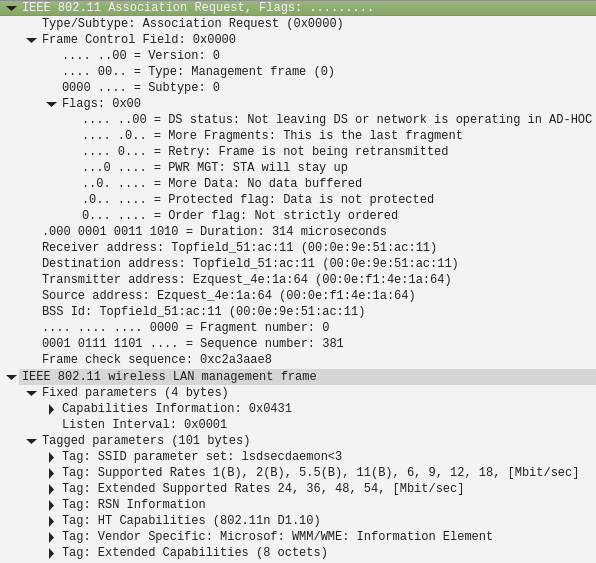 IEEE 802.11 Association Request, Flags: .........
Type/Subtype: Association Request (0x0000)
Frame Control Field: 0x0000
.... ..00 = Version: 0
.... 00.. = Type: Management frame (0)
0000 .... = Subtype: 0
Flags: 0x00
.... ..00 = DS status: Not leaving DS or network is operating in AD-HOC
.... .0.. = More Fragments: This is the last fragment
.... 0... = Retry: Frame is not being retransmitted
...0 .... = PWR MGT: STA will stay up
..0. .... = More Data: No data buffered
.0.. .... = Protected flag: Data is not protected
0... .... = Order flag: Not strictly ordered
.000 0001 0011 1010 = Duration: 314 microseconds
Receiver address: Topfield_51:ac:11 (00:0e:9e:51:ac:11)
Destination address: Topfield_51:ac:11 (00:0e:9e:51:ac:11)
Transmitter address: Ezquest_4e:1a:64 (00:0e:f1:4e:1a:64)
Source address: Ezquest_4e:1a:64 (00:0e:f1:4e:1a:64)
BSS Id: Topfield_51:ac:11 (00:0e:9e:51:ac:11)
.... .... .... 0000 = Fragment number: 0
0001 0111 1101 .... = Sequence number: 381
Frame check sequence: 0xc2a3aae8
IEEE 802.11 wireless LAN management frame
Fixed parameters (4 bytes)
Capabilities Information: 0x0431
Listen Interval: 0x0001
Tagged parameters (101 bytes)
Tag: SSID parameter set: lsdsecdaemon<3
Tag: Supported Rates 1(B), 2(B), 5.5(B), 11(B), 6, 9, 12, 18, [Mbit/sec]
Tag: Extended Supported Rates 24, 36, 48, 54, [Mbit/sec]
Tag: RSN Information
Tag: HT Capabilities (802.11n D1.10)
Tag: Vendor Specific: Microsof: WMM/WME: Information Element
Tag: Extended Capabilities (8 octets)